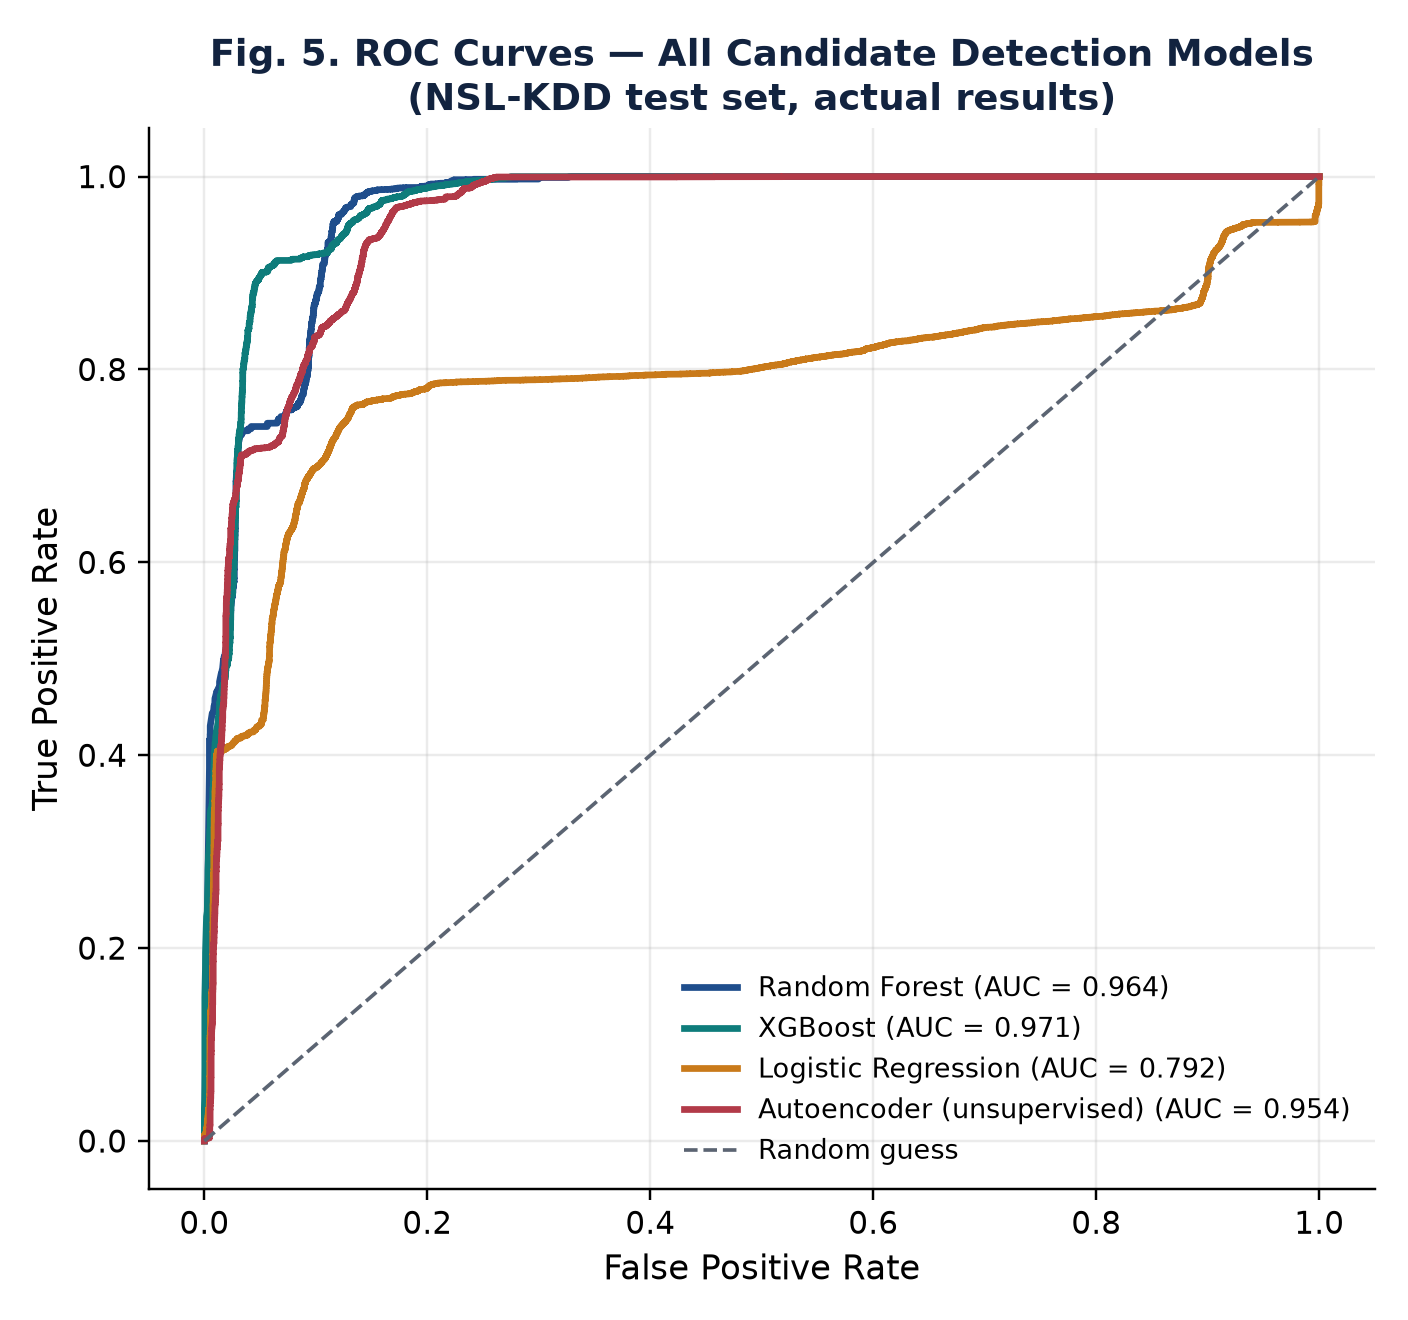 Fig. 5. ROC Curves — All Candidate Detection Models
(NSL-KDD test set, actual results)
True Positive Rate
1.0
0.8
0.6
0.4
0.2
0.0
Random Forest (AUC = 0.964)
XGBoost (AUC = 0.971)
Logistic Regression (AUC = 0.792)
Autoencoder (unsupervised) (AUC = 0.954)
Random guess
0.0 0.2 0.4 0.6 0.8 1.0
False Positive Rate